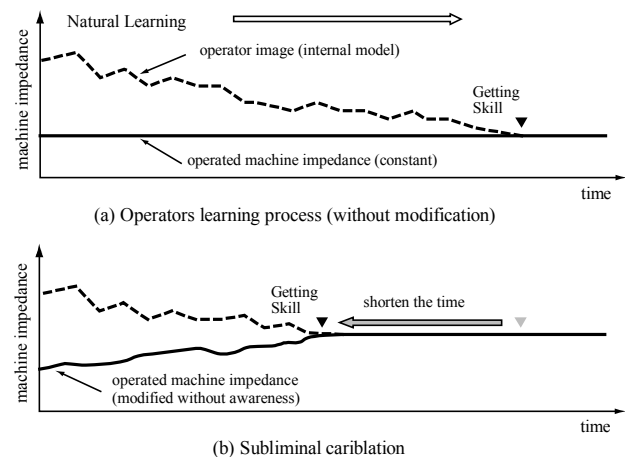 Natural Learning
operator image (internal model)
machine impedance
Getting
Skill
operated machine impedance (constant)
time
(a) Operators learning process (without modification)
machine impedance
Getting
Skill
shorten the time
operated machine impedance
(modified without awareness)
time
(b) Subliminal cariblation